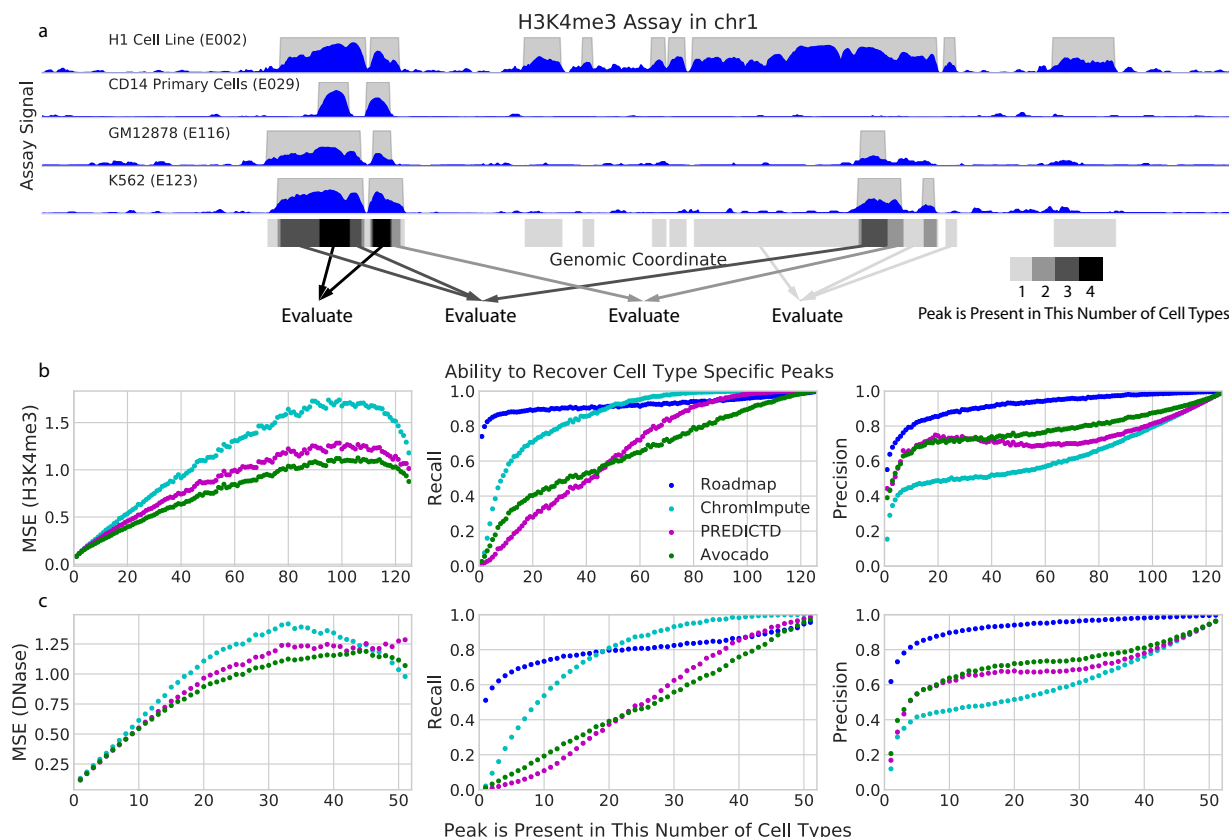 a
H3K4me3 Assay in chr1
H1 Cell Line (E002)
CD14 Primary Cells (E029)
GM12878 (E116)
K562 (E123)
Assay Signal
Genomic Coordinate
Evaluate
Evaluate
Evaluate
Evaluate
1 2 3 4
Peak is Present in This Number of Cell Types
b
Ability to Recover Cell Type Specific Peaks
MSE (H3K4me3)
1.5
1.0
0.5
0.0
0 20 40 60 80 100 120
Recall
1.0
0.8
0.6
0.4
0.2
0.0
0 20 40 60 80 100 120
Roadmap
ChromImpute
PREDICTD
Avocado
Precision
1.0
0.8
0.6
0.4
0.2
0.0
0 20 40 60 80 100 120
c
MSE (DNase)
1.25
1.00
0.75
0.50
0.25
0 10 20 30 40 50
Recall
1.0
0.8
0.6
0.4
0.2
0.0
0 10 20 30 40 50
Precision
1.0
0.8
0.6
0.4
0.2
0.0
0 10 20 30 40 50
Peak is Present in This Number of Cell Types